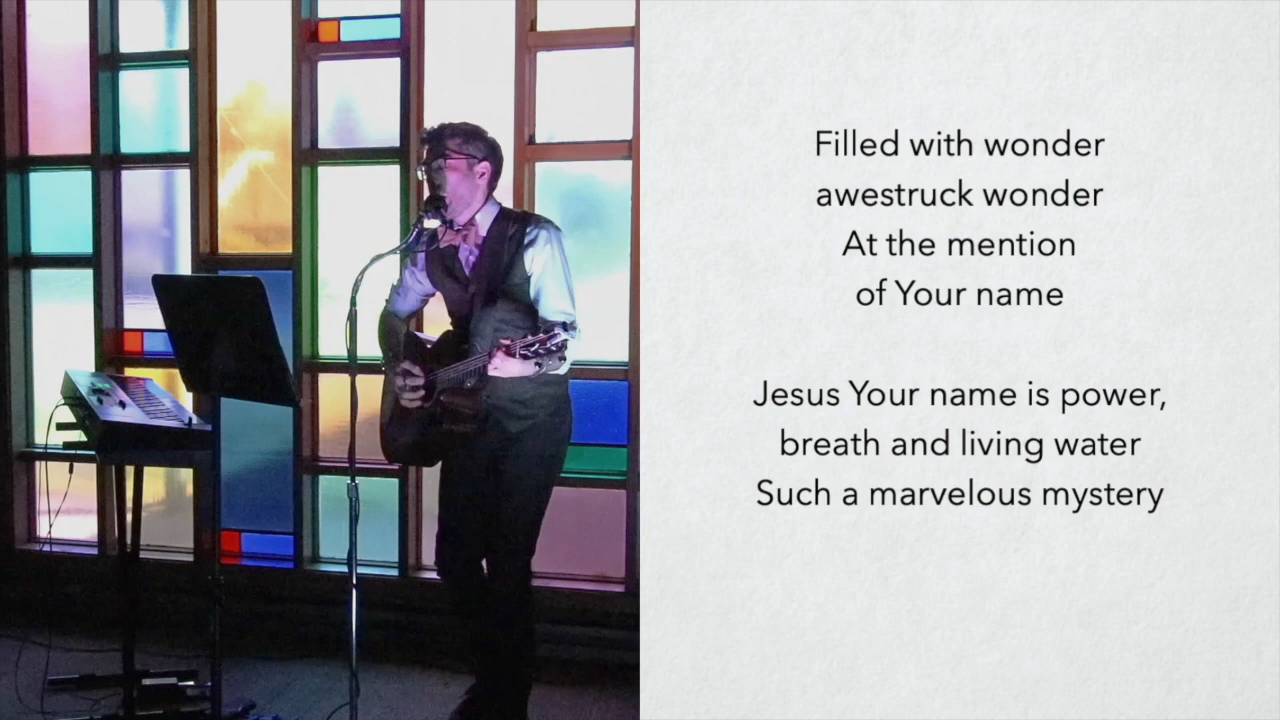 Filled with wonder
awestruck wonder
At the mention
of Your name
Jesus Your name is power,
breath and living water
Such a marvelous mystery